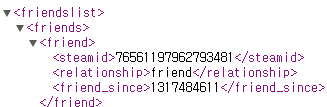 ▼<friendslist>
▼<friends>
▼<friend>
<steamid>76561197962793481</steamid>
<relationship>friend</relationship>
<friend_since>1317484611</friend_since>
</friend>